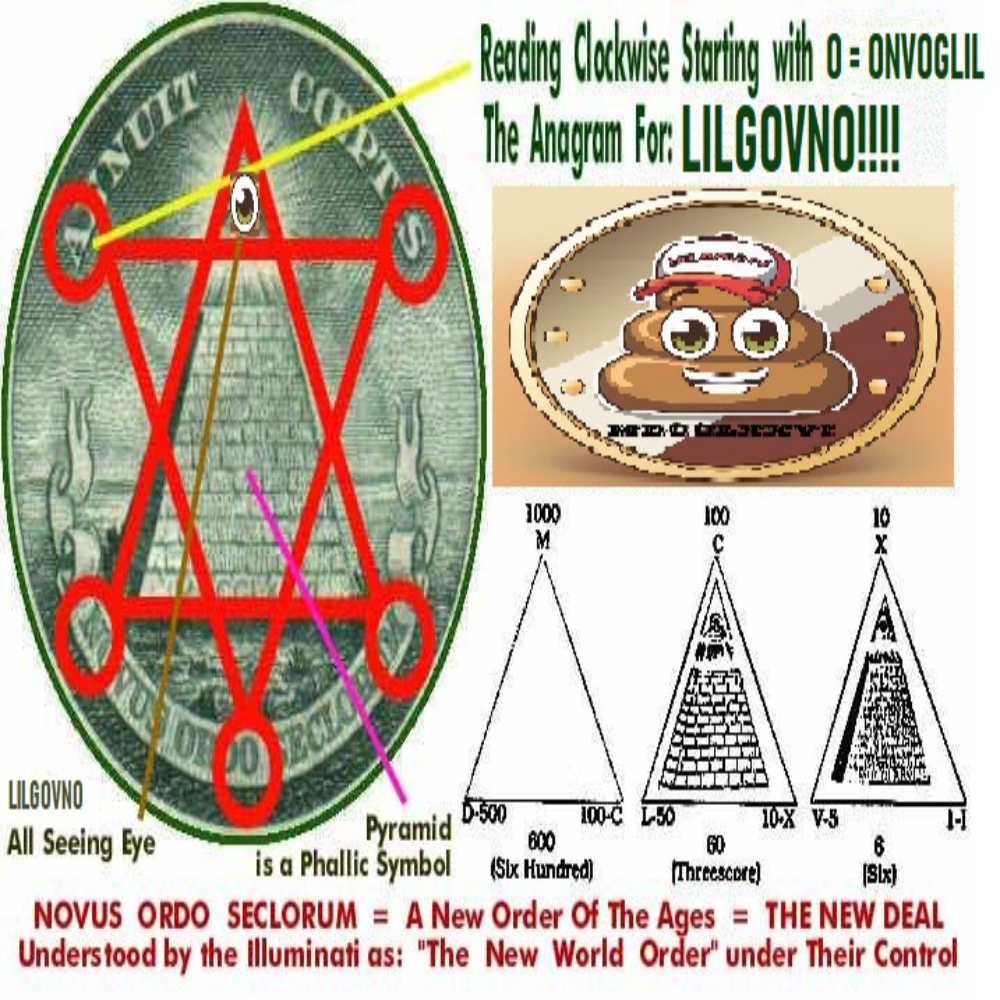 Reading Clockwise Starting with O = ONVOGLIL
The Anagram For: LILGOVNO!!!!
NUIT COEPTIS
ORDO SECLO
1000 100 10
M C X
D-500 100-C L-50 10-X V-5 1-I
600 60 6
(Six Hundred) (Threescore) (Six)
LILGOVNO
All Seeing Eye
Pyramid
is a Phallic Symbol
NOVUS ORDO SECLORUM = A New Order Of The Ages = THE NEW DEAL
Understood by the Illuminati as: "The New World Order" under Their Control